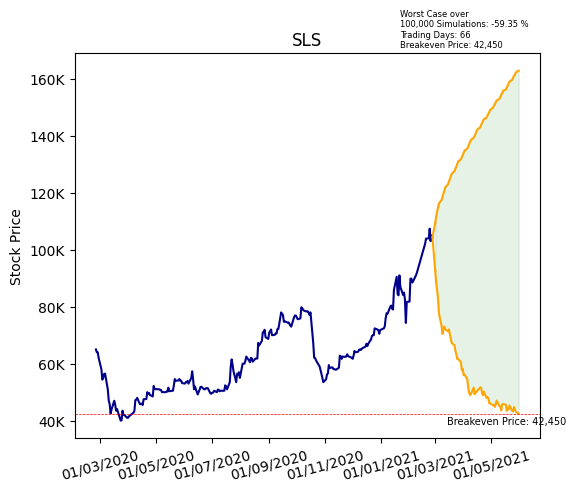 Worst Case over
100,000 Simulations: -59.35 %
Trading Days: 66
Breakeven Price: 42,450
SLS
Stock Price
160K
140K
120K
100K
80K
60K
40K
Breakeven Price: 42,450
01/03/2020
01/05/2020
01/07/2020
01/09/2020
01/11/2020
01/01/2021
01/03/2021
01/05/2021